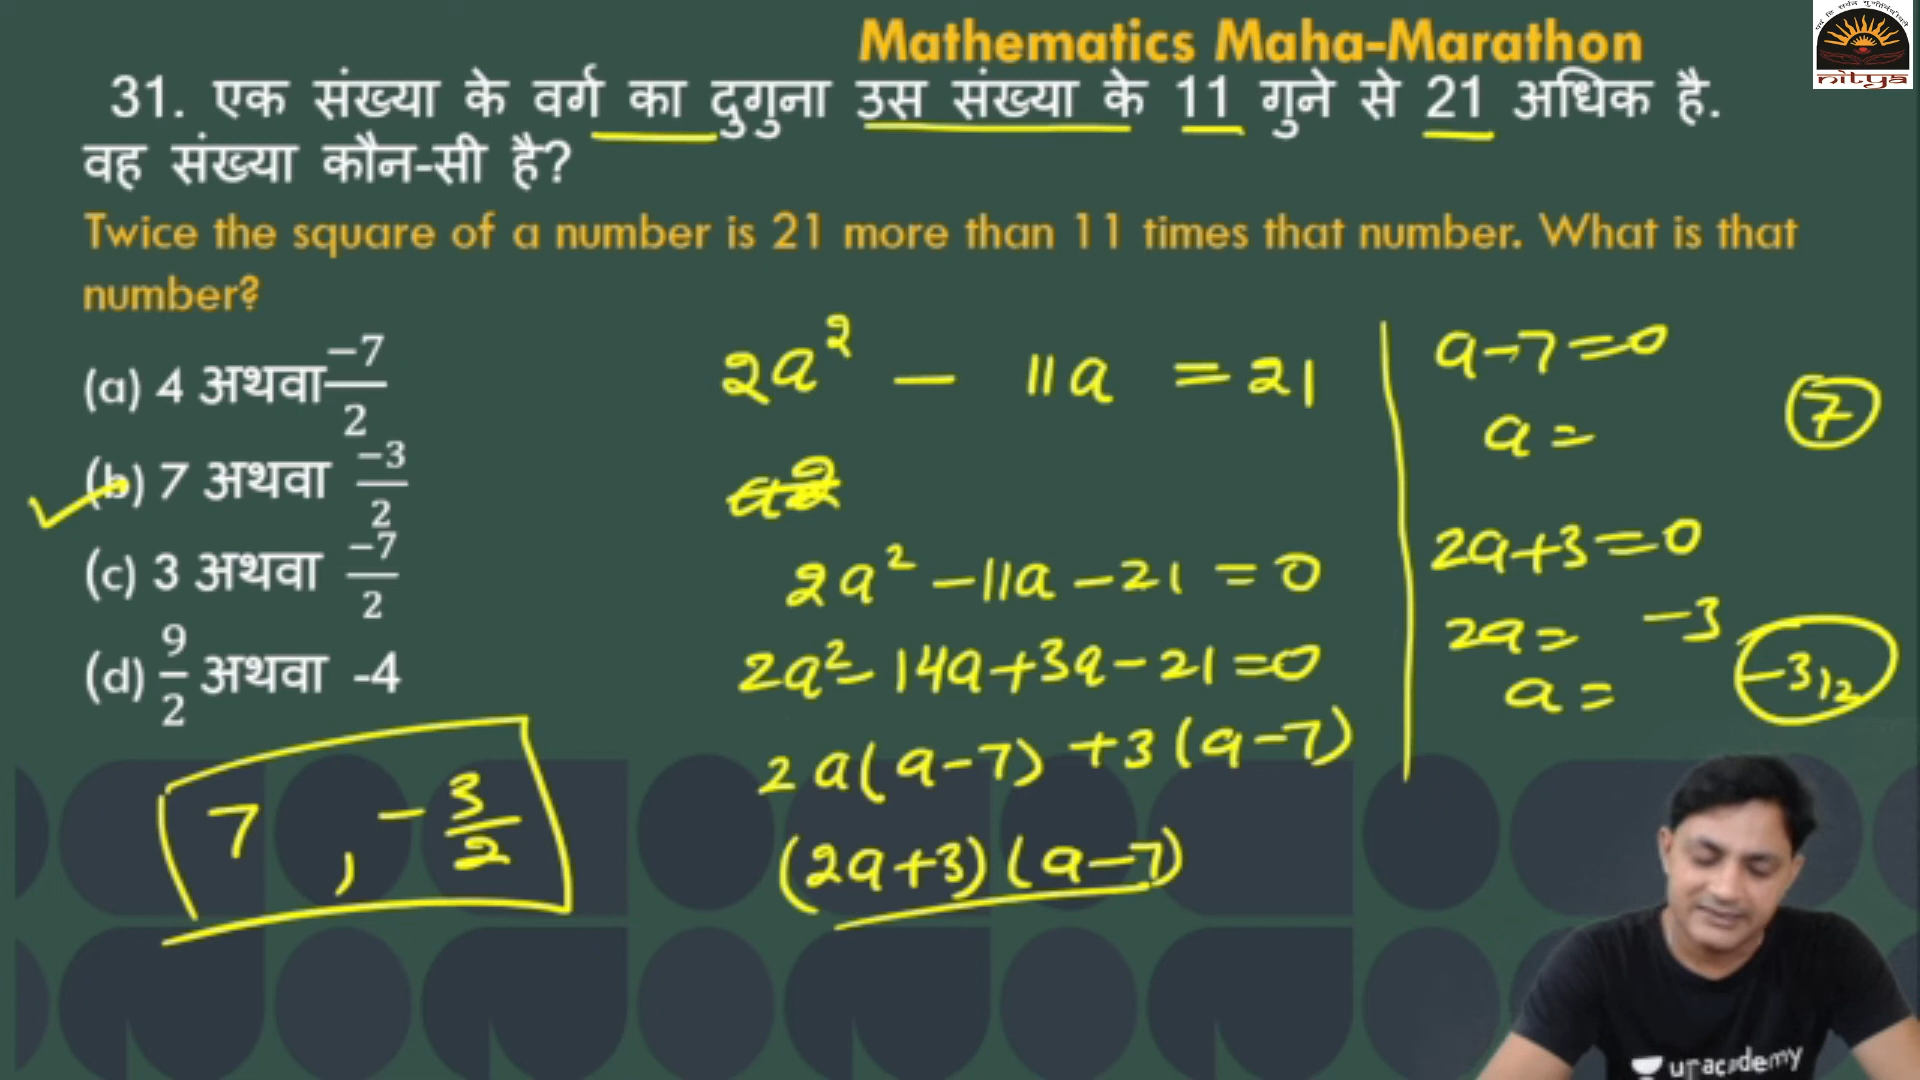 Mathematics Maha-Marathon
nitya
31. एक संख्या के वर्ग का दुगुना उस संख्या के 11 गुने से 21 अधिक है.
वह संख्या कौन-सी है?
Twice the square of a number is 21 more than 11 times that number. What is that
number?
(a) 4 अथवा -7/2
(b) 7 अथवा -3/2
(c) 3 अथवा -7/2
(d) 9/2 अथवा -4
7 , -3/2
2a² - 11a = 21
2a² - 11a - 21 = 0
2a² - 14a + 3a - 21 = 0
2a(a-7) + 3(a-7)
(2a+3)(a-7)
a-7=0
a = 7
2a+3=0
2a = -3
a = -3/2
unacademy